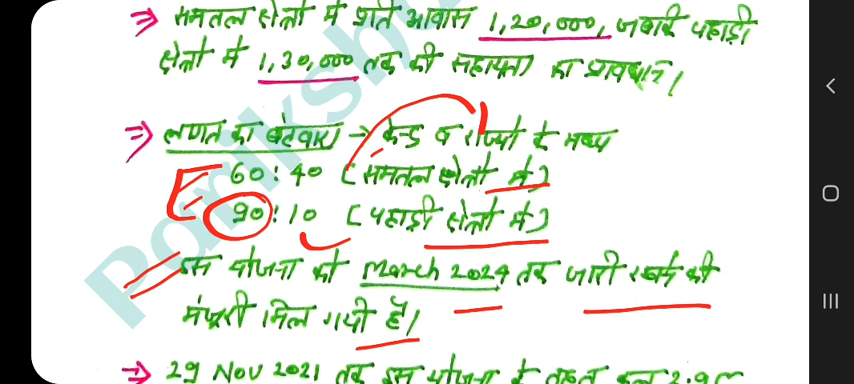 ⇒ समतल क्षेत्रों में प्रति आवास 1,20,000, जबकि पहाड़ी
क्षेत्रों में 1,30,000 तक की सहायता का प्रावधान।
⇒ लागत का बंटवारा → केन्द्र व राज्यों के मध्य
60:40 (समतल क्षेत्रों में)
90:10 (पहाड़ी क्षेत्रों में)
इस योजना को March 2024 तक जारी रखने की
मंजूरी मिल गयी है।
⇒ 29 Nov 2021 तक इस योजना के तहत कुल
Pariksha